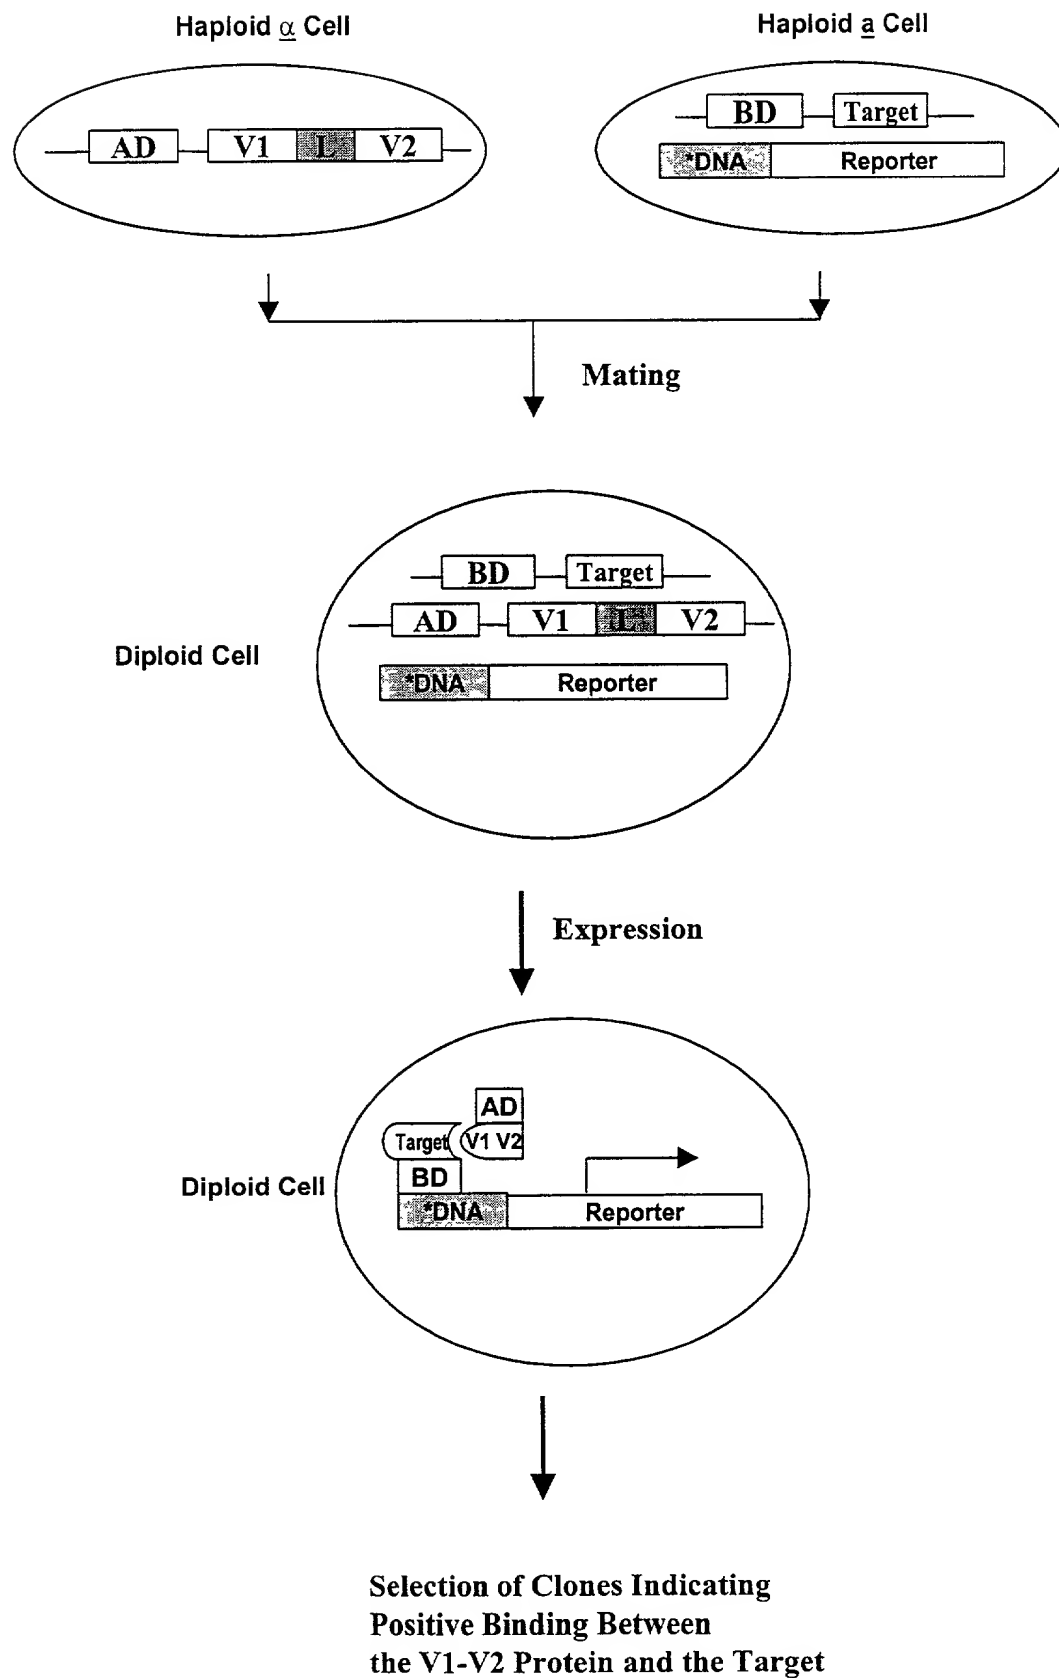 Haploid α Cell
Haploid a Cell
AD V1 L V2
BD Target
*DNA Reporter
Mating
BD Target
AD V1 L V2
*DNA Reporter
Diploid Cell
Expression
AD
Target V1 V2
BD
*DNA Reporter
Diploid Cell
Selection of Clones Indicating
Positive Binding Between
the V1-V2 Protein and the Target